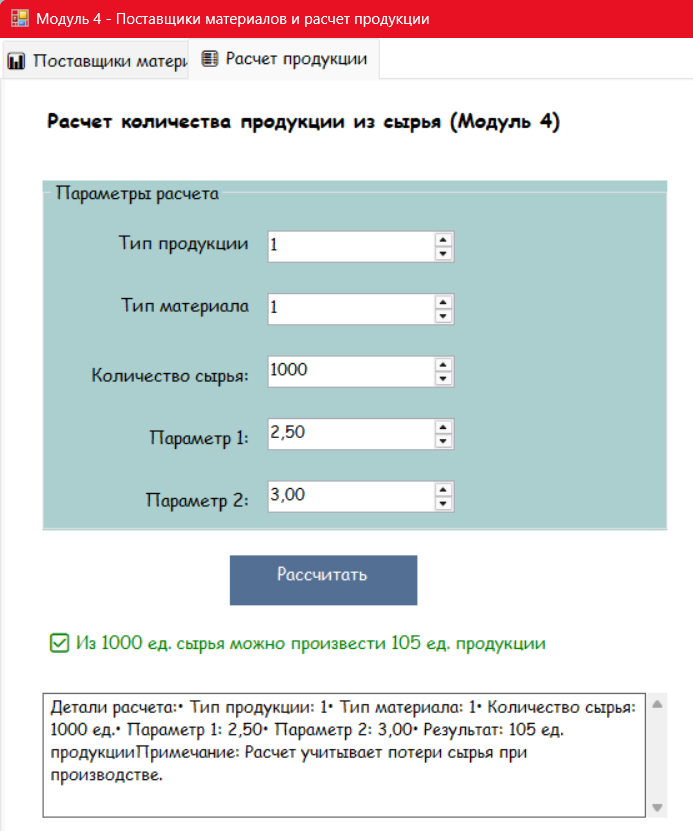 Модуль 4 - Поставщики материалов и расчет продукции
Поставщики матери
Расчет продукции
Расчет количества продукции из сырья (Модуль 4)
Параметры расчета
Тип продукции
1
Тип материала
1
Количество сырья:
1000
Параметр 1:
2,50
Параметр 2:
3,00
Рассчитать
Из 1000 ед. сырья можно произвести 105 ед. продукции
Детали расчета:• Тип продукции: 1• Тип материала: 1• Количество сырья:
1000 ед.• Параметр 1: 2,50• Параметр 2: 3,00• Результат: 105 ед.
продукцииПримечание: Расчет учитывает потери сырья при
производстве.